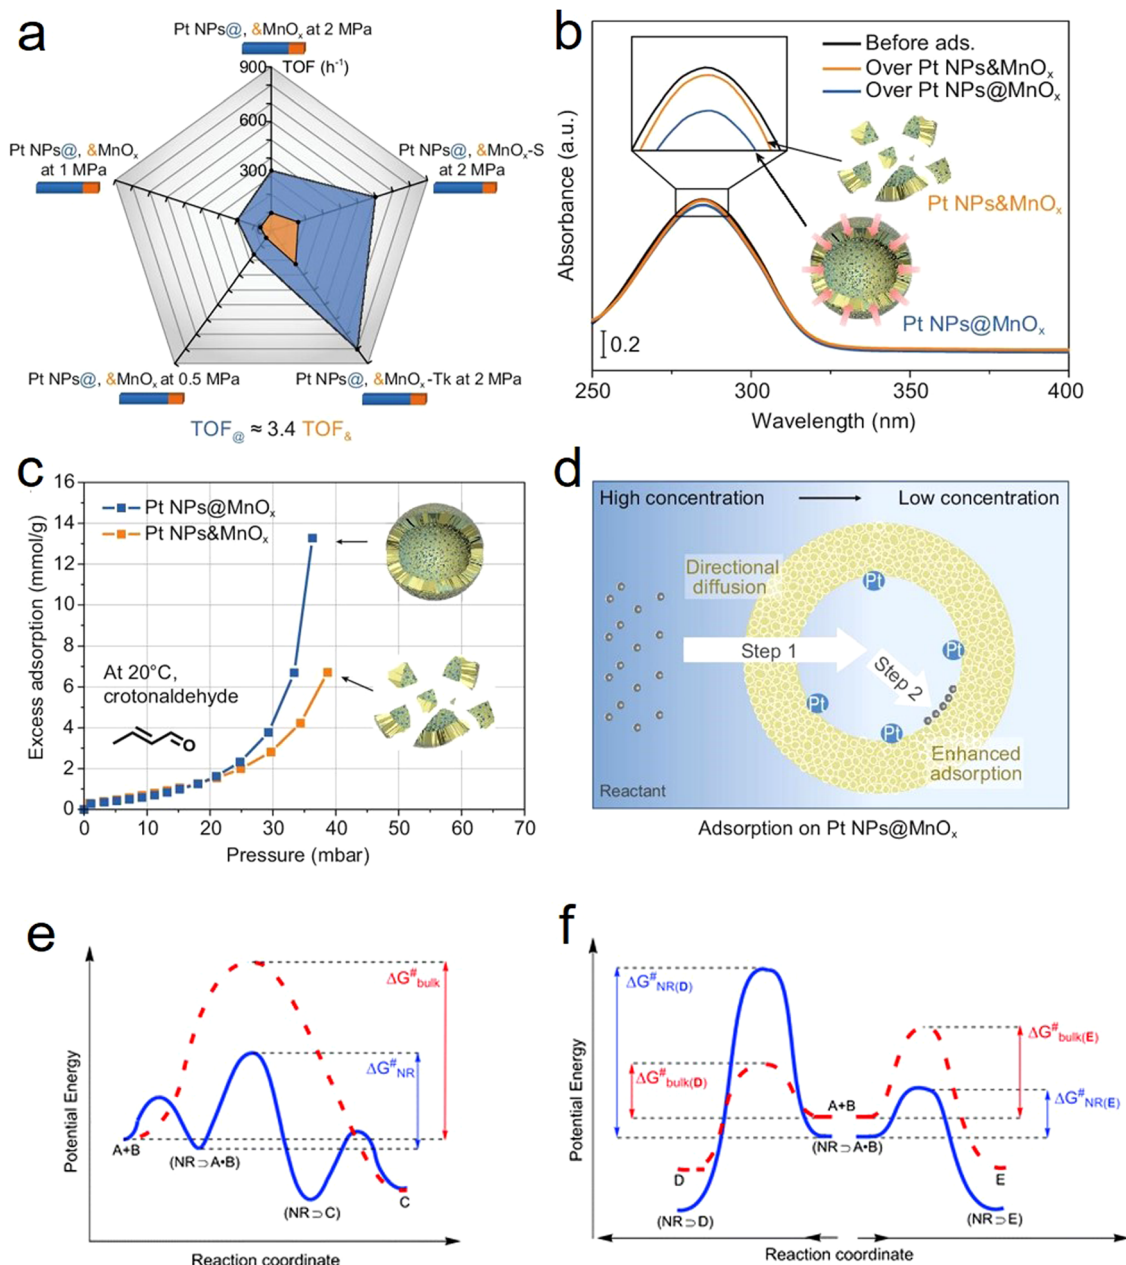 a
Pt NPs@, &MnOx at 2 MPa
900
TOF (h-1)
600
300
Pt NPs@, &MnOx
at 1 MPa
Pt NPs@, &MnOx-S
at 2 MPa
Pt NPs@, &MnOx at 0.5 MPa
Pt NPs@, &MnOx-Tk at 2 MPa
TOF@ ≈ 3.4 TOF&
b
Before ads.
Over Pt NPs&MnOx
Over Pt NPs@MnOx
Absorbance (a.u.)
Pt NPs&MnOx
Pt NPs@MnOx
0.2
250
300
350
400
Wavelength (nm)
c
16
14
12
10
8
6
4
2
0
Excess adsorption (mmol/g)
Pt NPs@MnOx
Pt NPs&MnOx
At 20°C,
crotonaldehyde
O
0
10
20
30
40
50
60
70
Pressure (mbar)
d
High concentration
Low concentration
Directional
diffusion
Pt
Pt
Pt
Pt
Step 1
Step 2
Enhanced
adsorption
Reactant
Adsorption on Pt NPs@MnOx
e
Potential Energy
ΔG#bulk
ΔG#NR
A+B
(NR⊃A•B)
(NR⊃C)
C
Reaction coordinate
f
Potential Energy
ΔG#NR(D)
ΔG#bulk(D)
ΔG#bulk(E)
ΔG#NR(E)
A+B
(NR⊃A•B)
D
(NR⊃D)
E
(NR⊃E)
Reaction coordinate